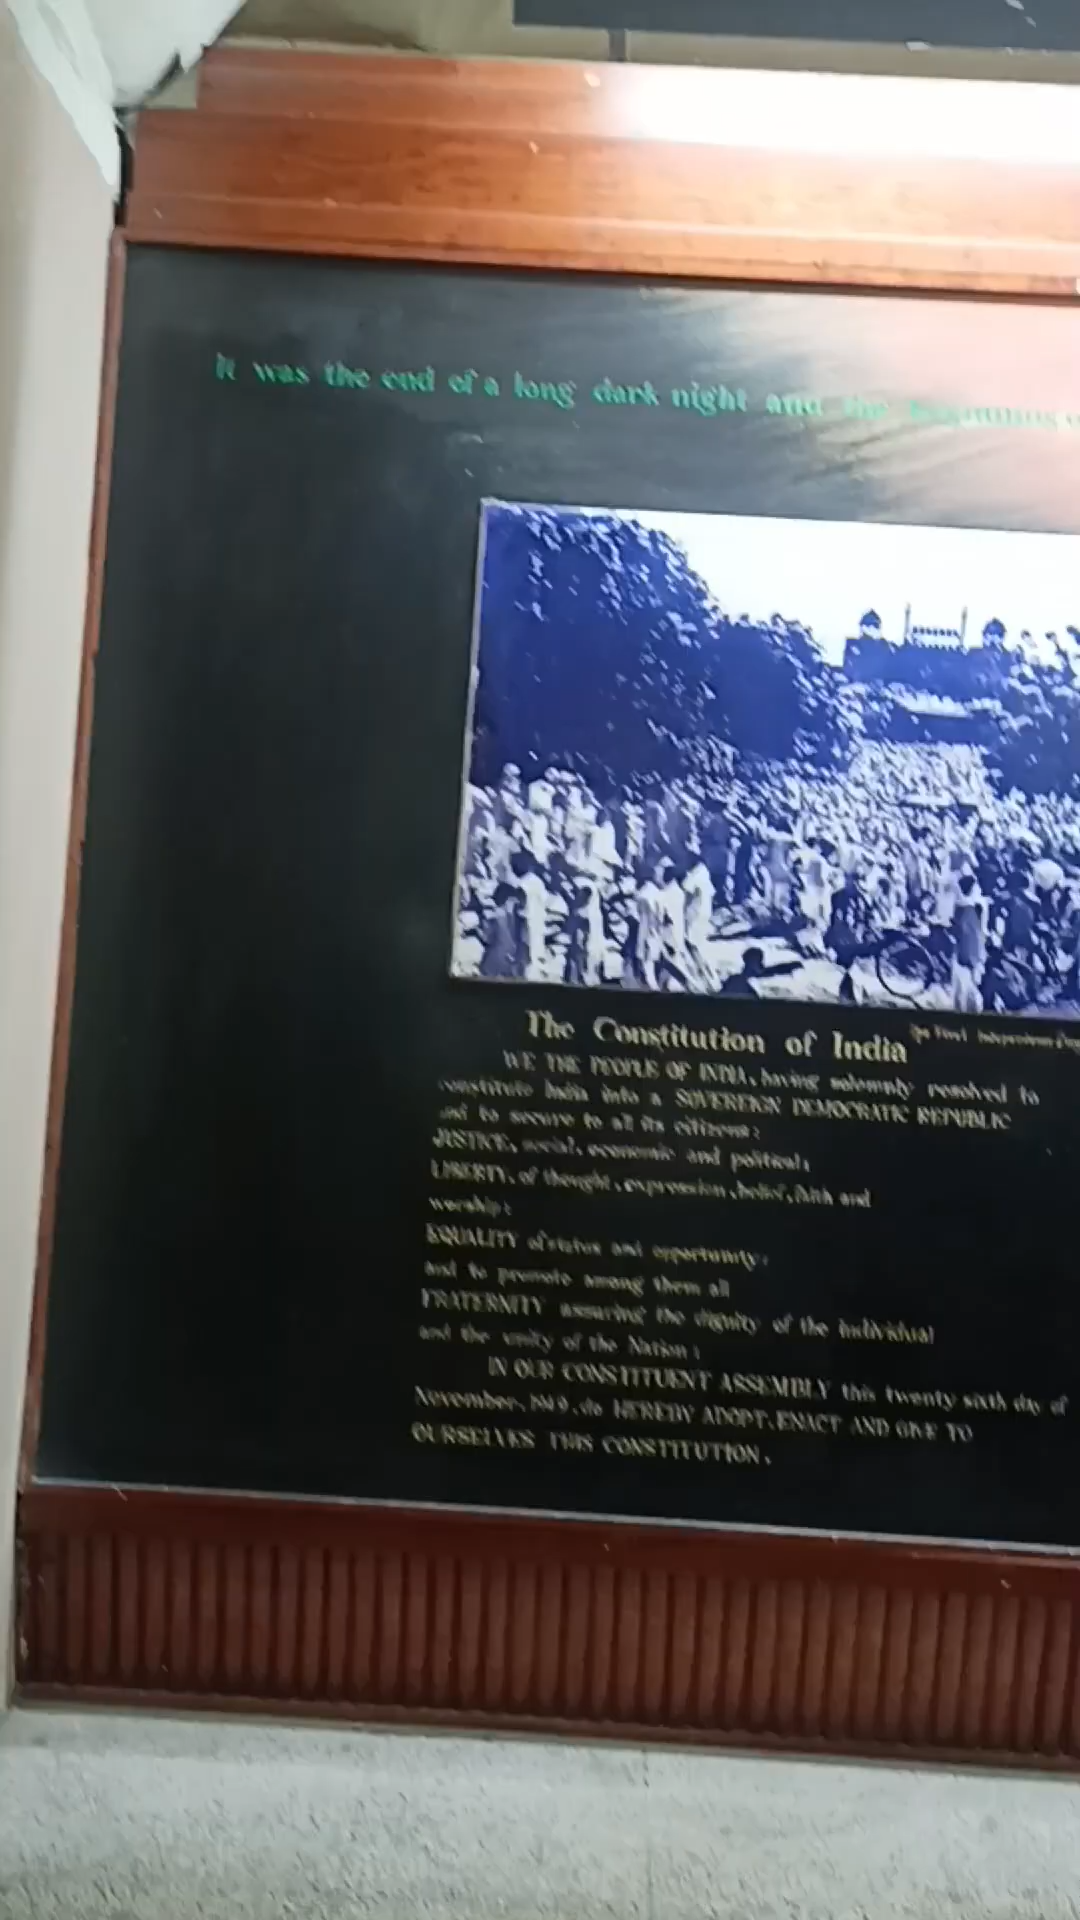 It was the end of a long dark night and the beginning
The Constitution of India
WE THE PEOPLE OF INDIA, having solemnly resolved to
constitute India into a SOVEREIGN DEMOCRATIC REPUBLIC
and to secure to all its citizens:
JUSTICE, social, economic and political;
LIBERTY, of thought, expression, belief, faith and
worship;
EQUALITY of status and opportunity;
and to promote among them all
FRATERNITY assuring the dignity of the individual
and the unity of the Nation;
IN OUR CONSTITUENT ASSEMBLY this twenty sixth day of
November, 1949, do HEREBY ADOPT, ENACT AND GIVE TO
OURSELVES THIS CONSTITUTION.